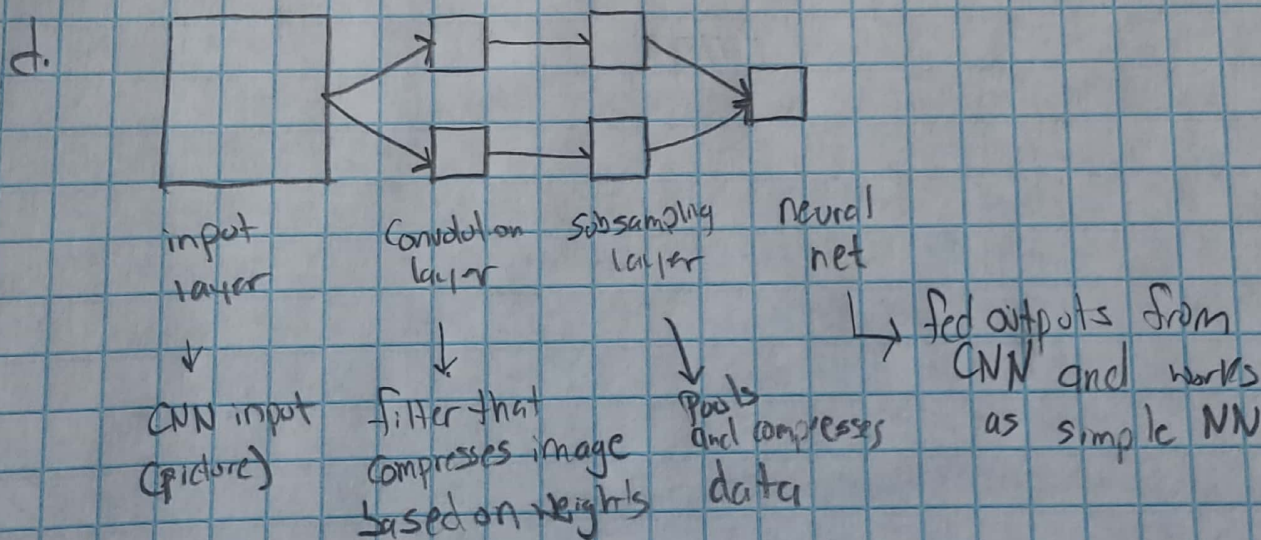 d.
input
layer
Convolution
layer
Subsampling
layer
neural
net
CNN input
(picture)
filter that
compresses image
based on weights
Pools
and compresses
data
fed outputs from
CNN and works
as simple NN